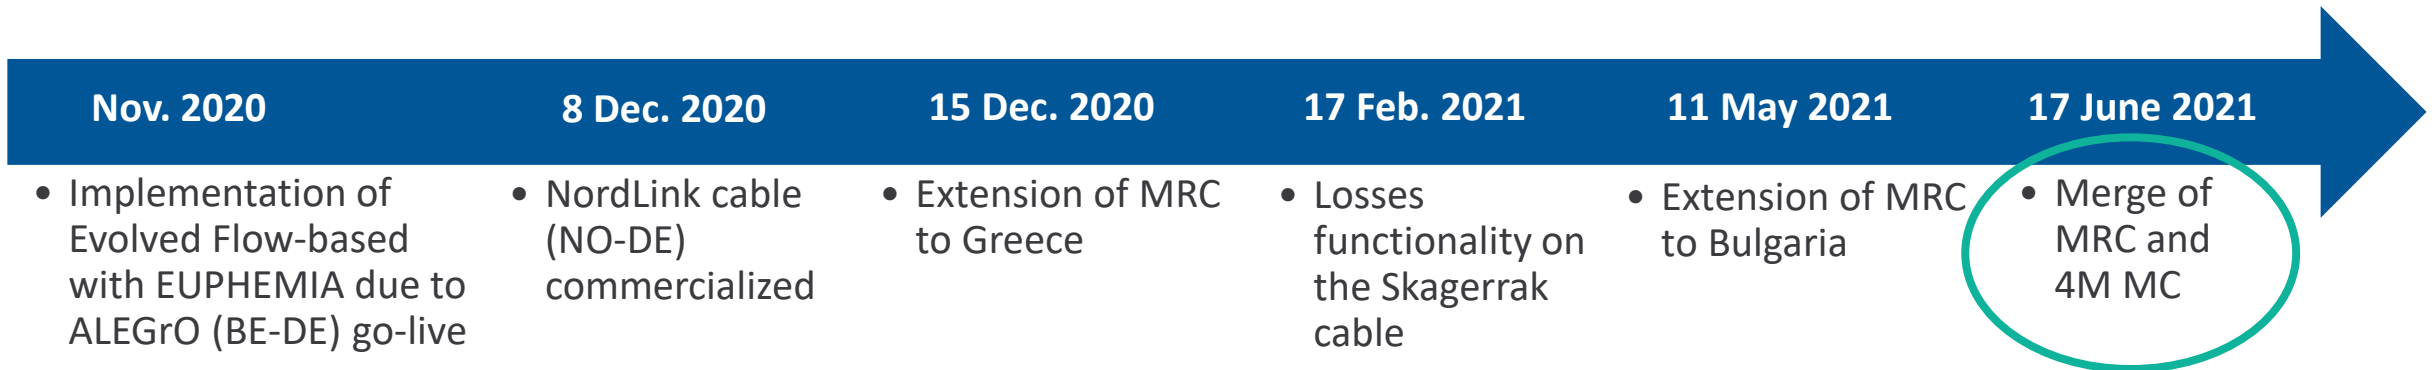 Nov. 2020
• Implementation of
Evolved Flow-based
with EUPHEMIA due to
ALEGrO (BE-DE) go-live
8 Dec. 2020
• NordLink cable
(NO-DE)
commercialized
15 Dec. 2020
• Extension of MRC
to Greece
17 Feb. 2021
• Losses
functionality on
the Skagerrak
cable
11 May 2021
• Extension of MRC
to Bulgaria
17 June 2021
• Merge of
MRC and
4M MC